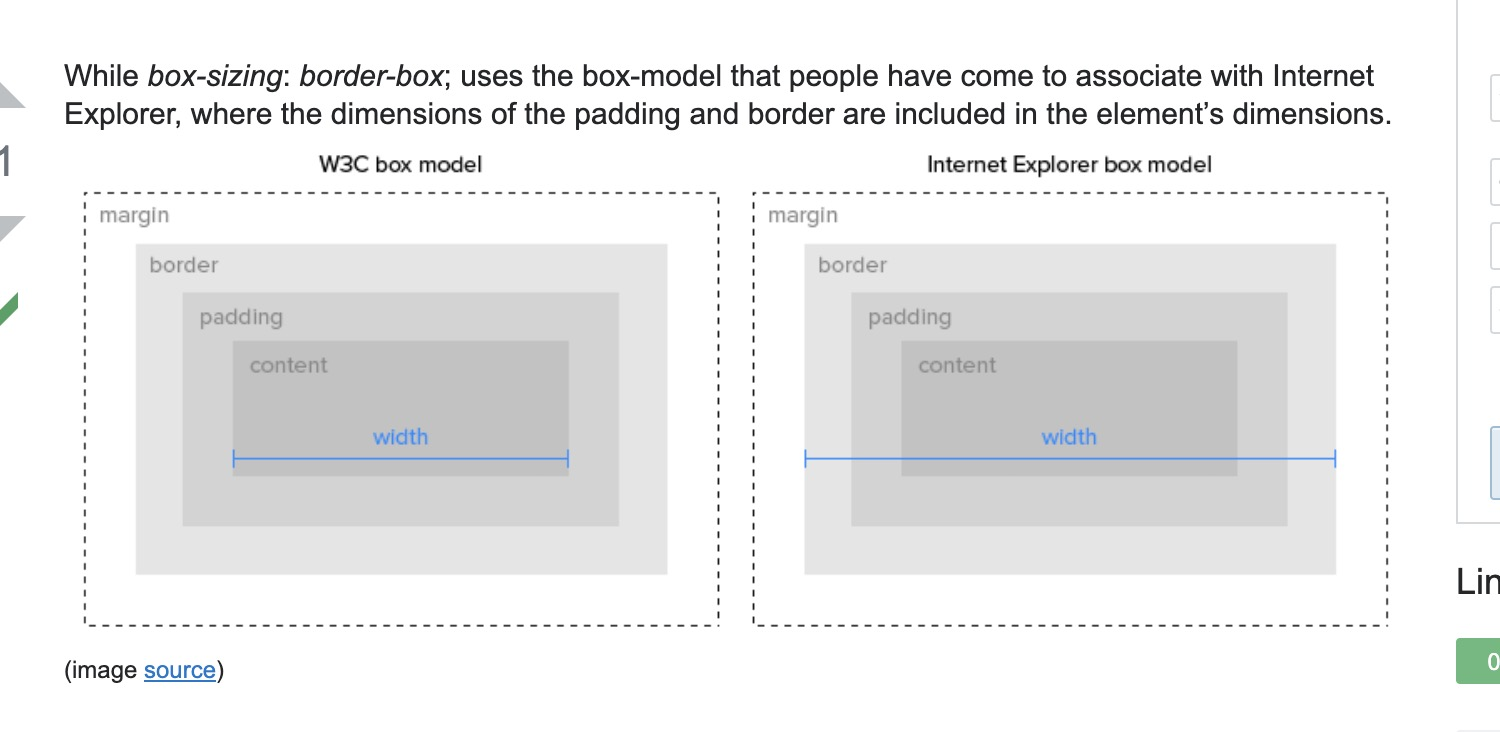 While box-sizing: border-box; uses the box-model that people have come to associate with Internet
Explorer, where the dimensions of the padding and border are included in the element’s dimensions.
1
W3C box model
margin
border
padding
content
width
Internet Explorer box model
margin
border
padding
content
width
(image source)
0